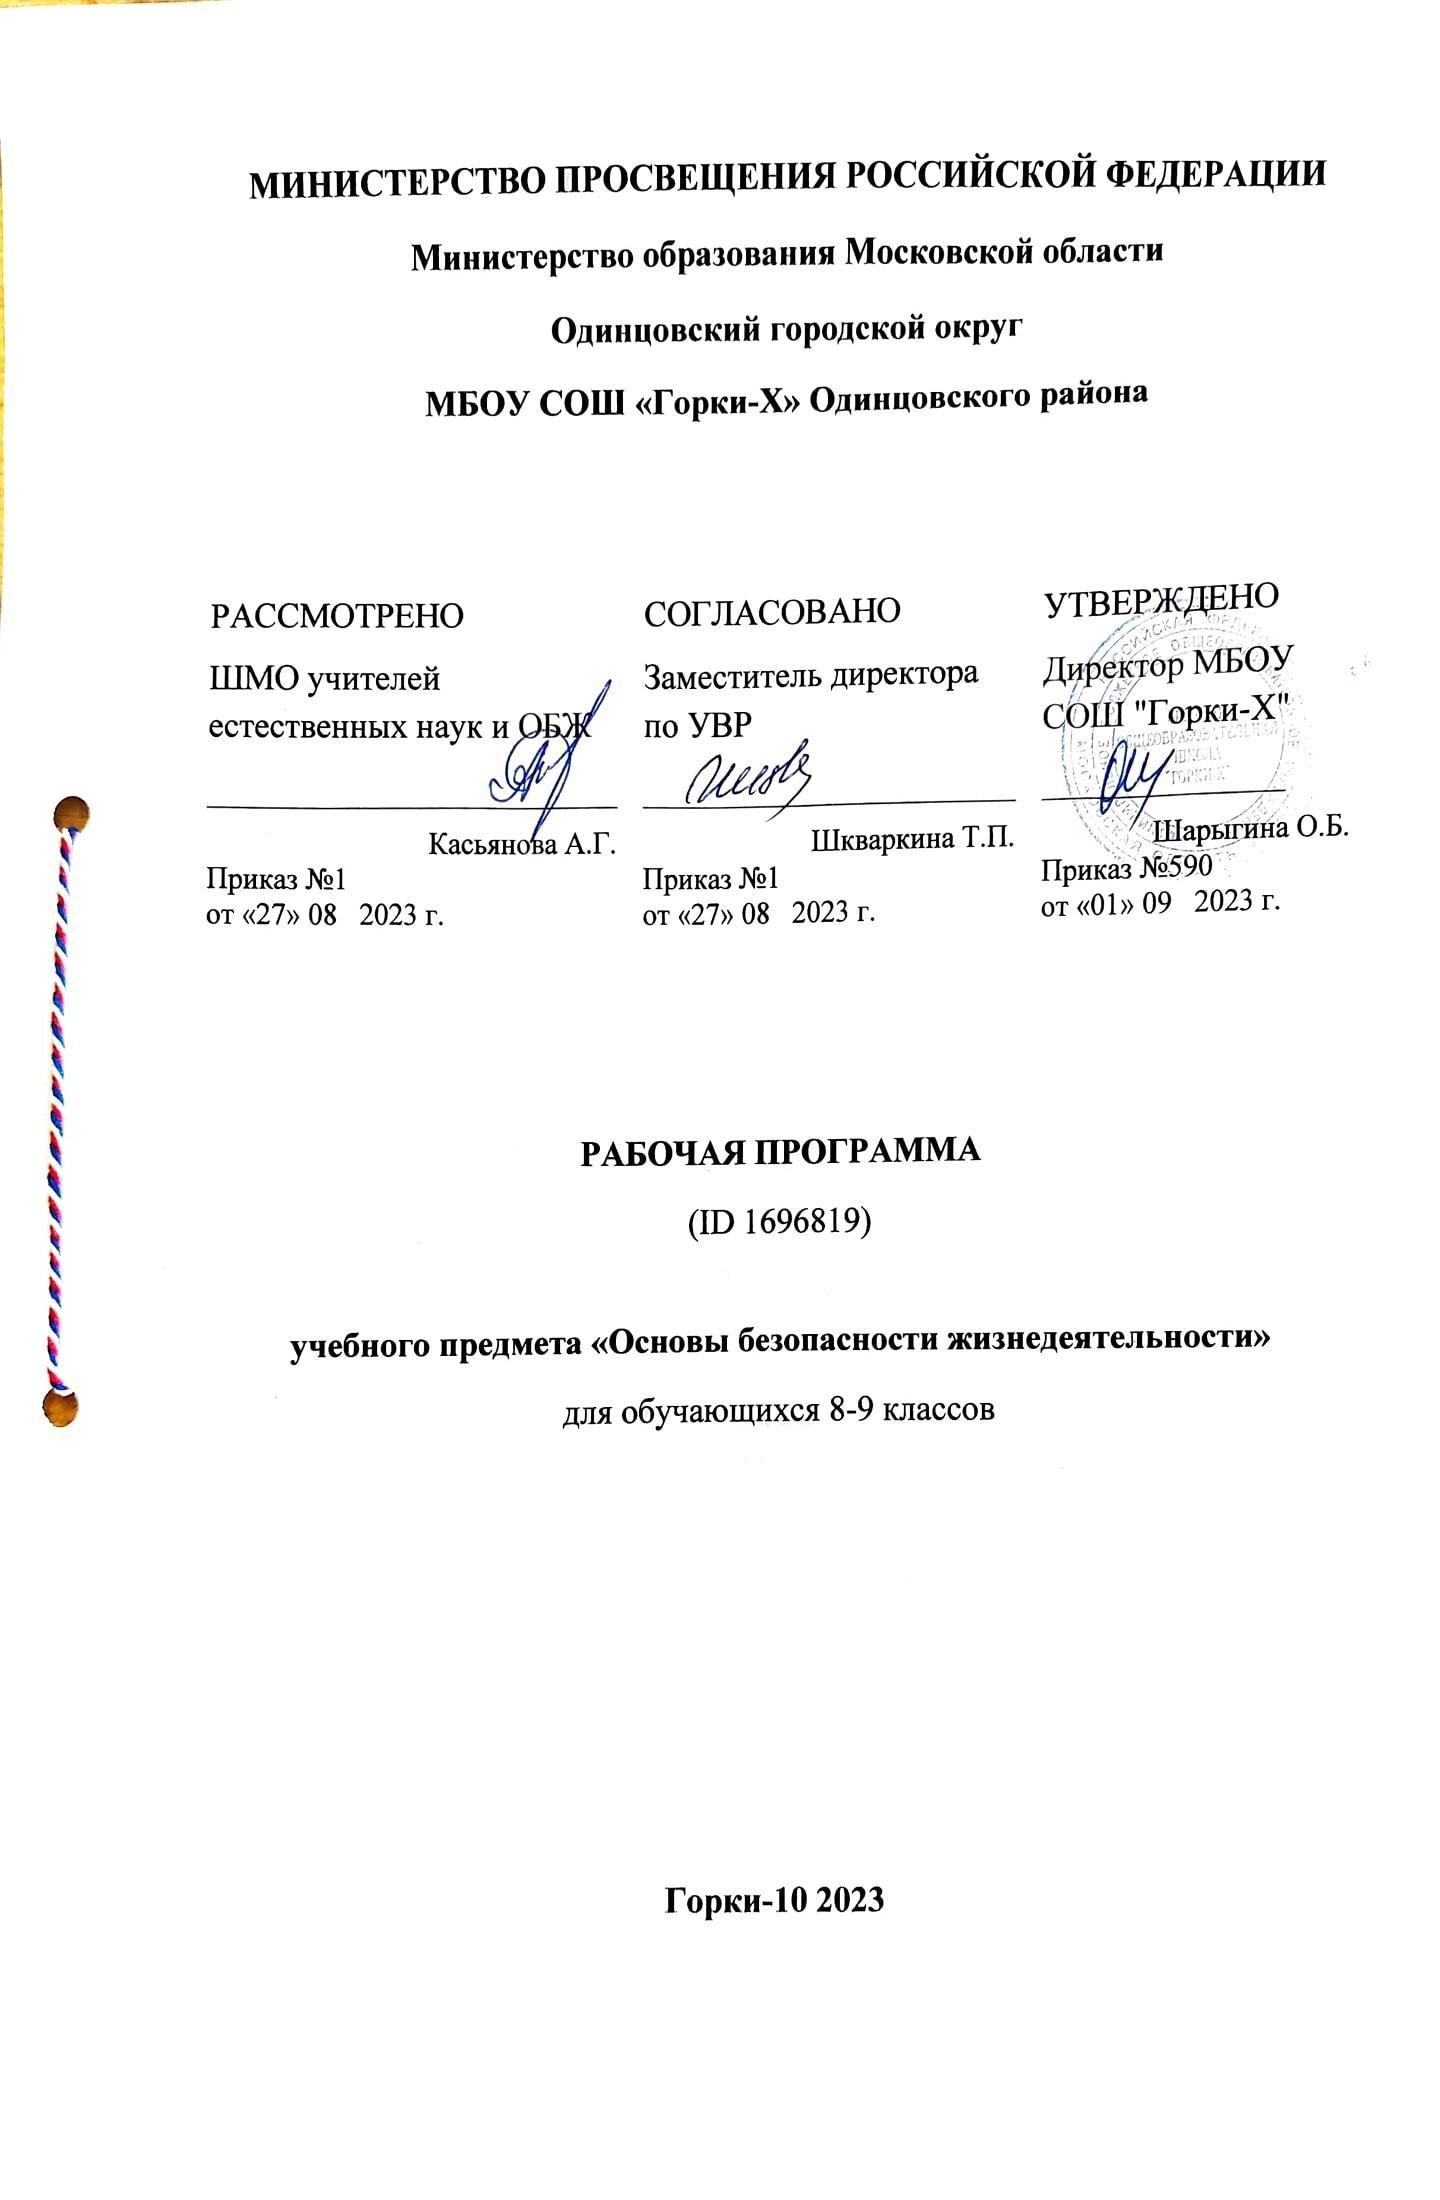 МИНИСТЕРСТВО ПРОСВЕЩЕНИЯ РОССИЙСКОЙ ФЕДЕРАЦИИ
Министерство образования Московской области
Одинцовский городской округ
МБОУ СОШ «Горки-Х» Одинцовского района
РАССМОТРЕНО
ШМО учителей
естественных наук и ОБЖ
Касьянова А.Г.
Приказ №1
от «27» 08 2023 г.
СОГЛАСОВАНО
Заместитель директора
по УВР
Шкваркина Т.П.
Приказ №1
от «27» 08 2023 г.
УТВЕРЖДЕНО
Директор МБОУ
СОШ "Горки-Х"
ОБЩЕОБРАЗОВАТЕЛЬНАЯ
ШКОЛА
"ГОРКИ-Х"
Шарыгина О.Б.
Приказ №590
от «01» 09 2023 г.
РАБОЧАЯ ПРОГРАММА
(ID 1696819)
учебного предмета «Основы безопасности жизнедеятельности»
для обучающихся 8-9 классов
Горки-10 2023